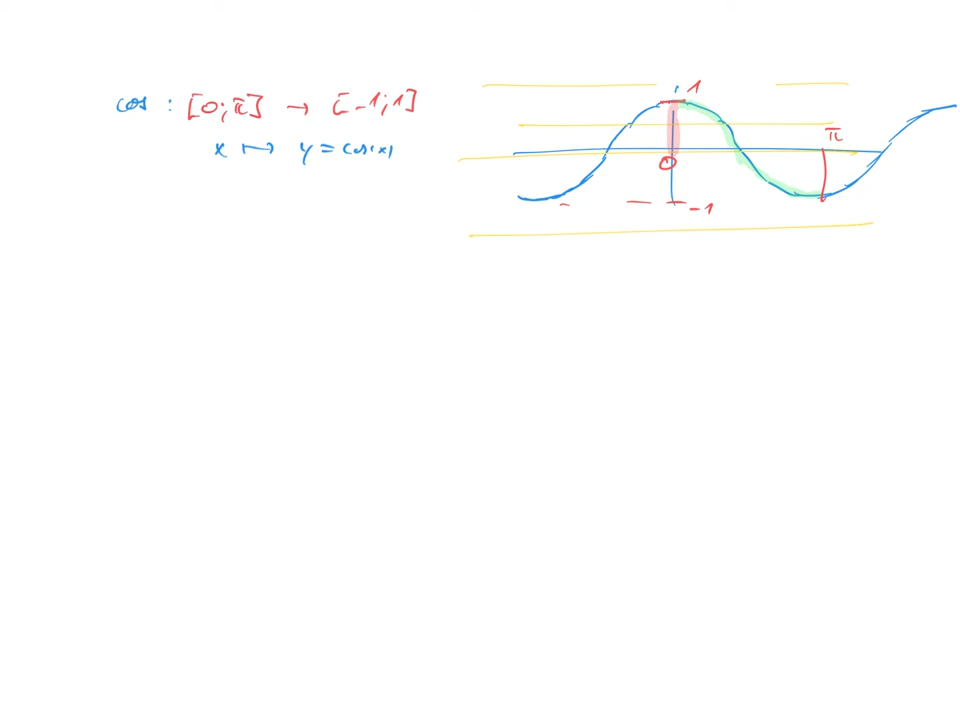 cos : [0; π] → [-1; 1]
x ↦ y = cos(x)
1
π
0
-1